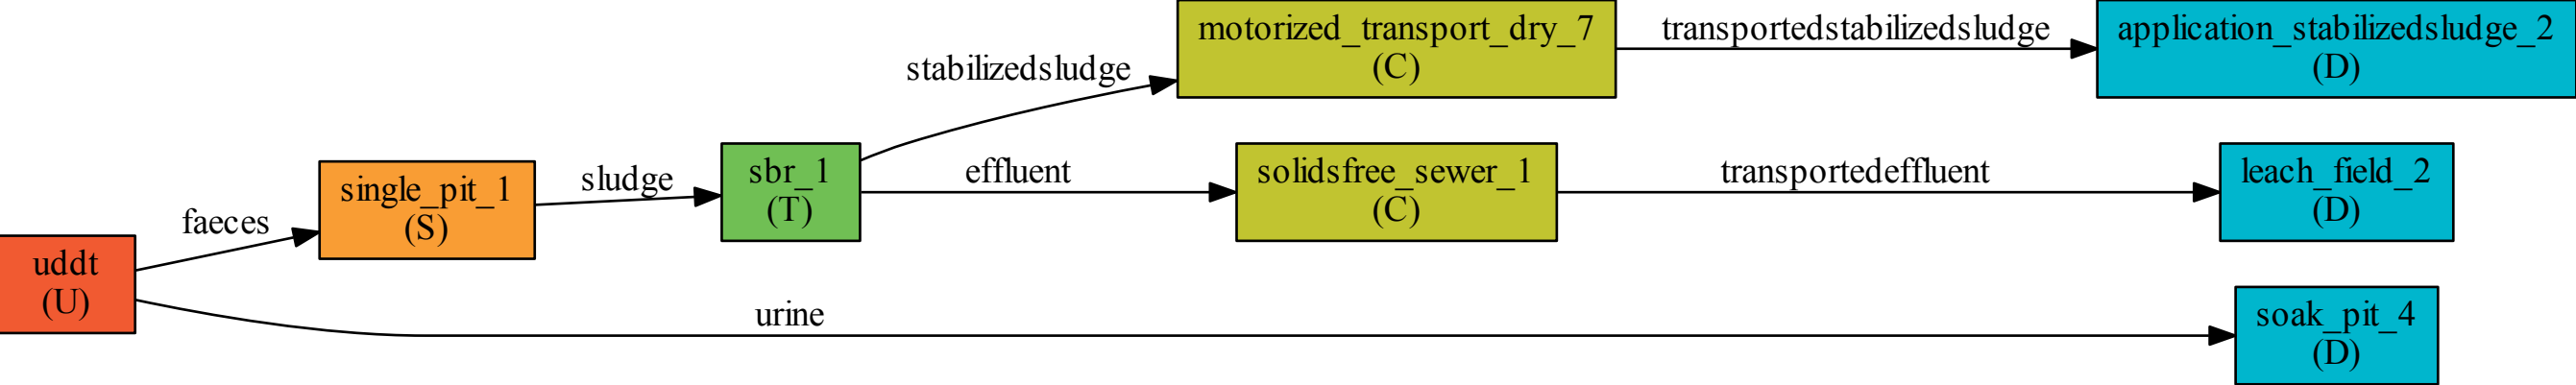 motorized_transport_dry_7
(C)
transportedstabilizedsludge
application_stabilizedsludge_2
(D)
stabilizedsludge
uddt
(U)
faeces
single_pit_1
(S)
sludge
sbr_1
(T)
effluent
solidsfree_sewer_1
(C)
transportedeffluent
leach_field_2
(D)
urine
soak_pit_4
(D)